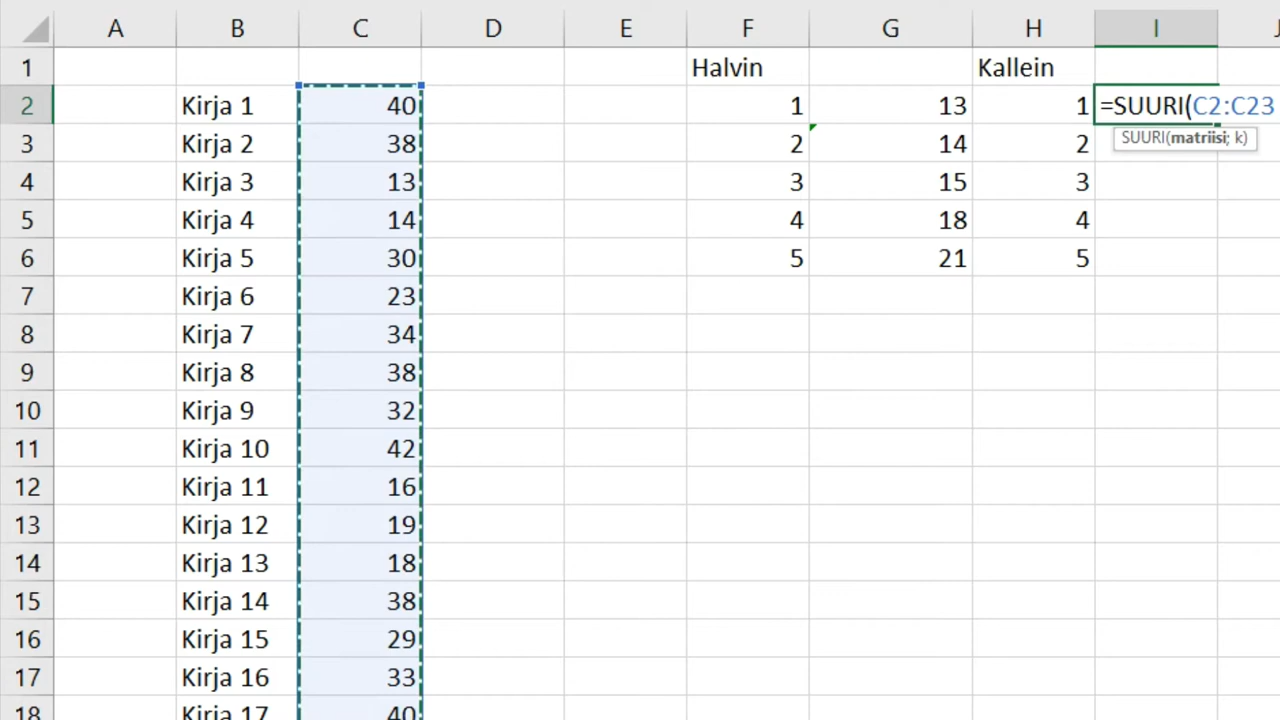 A B C D E F G H I J
1 Halvin Kallein
2 Kirja 1 40 1 13 1 =SUURI(C2:C23
SUURI(matriisi; k)
3 Kirja 2 38 2 14 2
4 Kirja 3 13 3 15 3
5 Kirja 4 14 4 18 4
6 Kirja 5 30 5 21 5
7 Kirja 6 23
8 Kirja 7 34
9 Kirja 8 38
10 Kirja 9 32
11 Kirja 10 42
12 Kirja 11 16
13 Kirja 12 19
14 Kirja 13 18
15 Kirja 14 38
16 Kirja 15 29
17 Kirja 16 33
18 Kirja 17 40